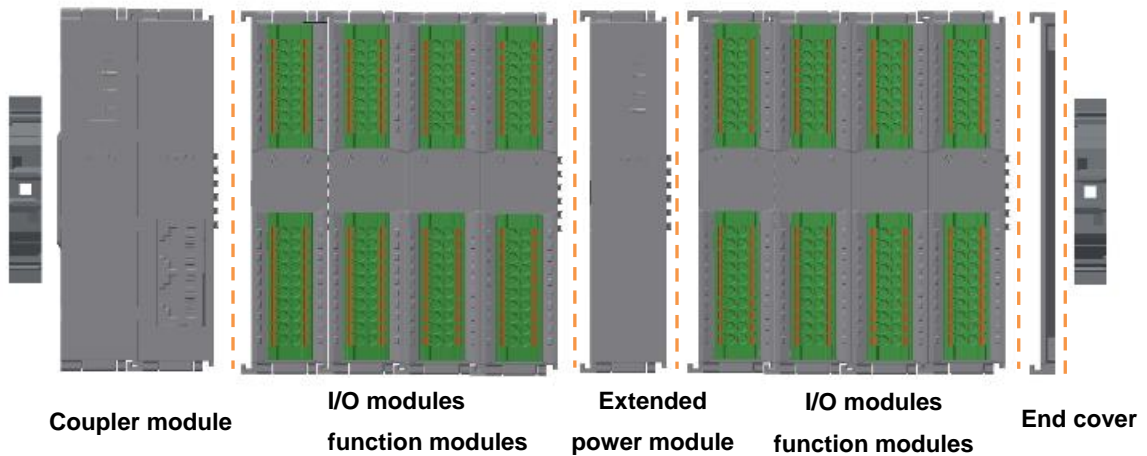 Coupler module
I/O modules
function modules
Extended
power module
I/O modules
function modules
End cover